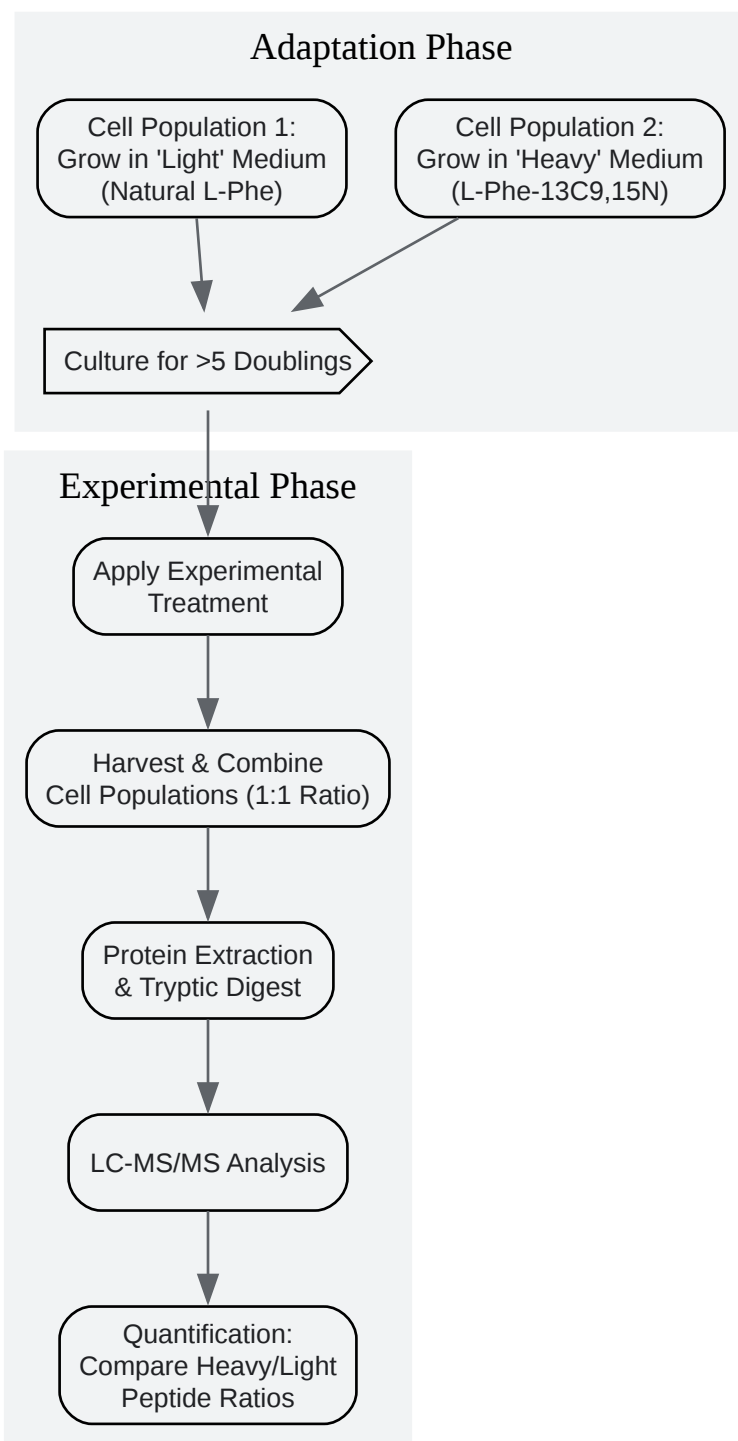 Adaptation Phase
Cell Population 1:
Grow in 'Light' Medium
(Natural L-Phe)
Cell Population 2:
Grow in 'Heavy' Medium
(L-Phe-13C9,15N)
Culture for >5 Doublings
Experimental Phase
Apply Experimental
Treatment
Harvest & Combine
Cell Populations (1:1 Ratio)
Protein Extraction
& Tryptic Digest
LC-MS/MS Analysis
Quantification:
Compare Heavy/Light
Peptide Ratios